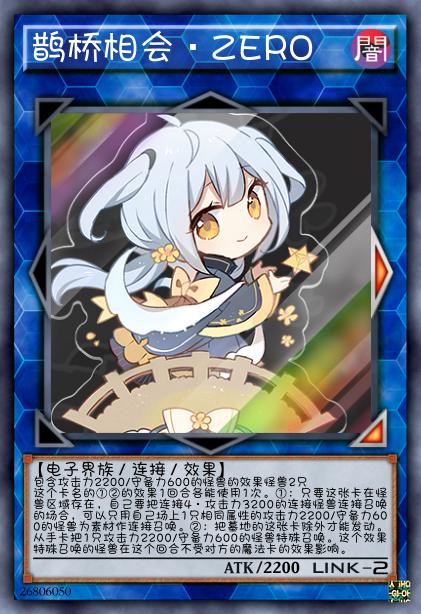 鹊桥相会·ZERO
闇
【电子界族／连接／效果】
包含攻击力2200/守备力600的怪兽的效果怪兽2只
这个卡名的①②的效果1回合各能使用1次。①：只要这张卡在怪
兽区域存在，自己要把连接4·攻击力3200的连接怪兽连接召唤
的场合，可以只用自己场上1只相同属性的攻击力2200/守备力60
0的怪兽为素材作连接召唤。②：把墓地的这张卡除外才能发动。
从手卡把1只攻击力2200/守备力600的怪兽特殊召唤。这个效果
特殊召唤的怪兽在这个回合不受对方的魔法卡的效果影响。
ATK/2200 LINK-2
26806050